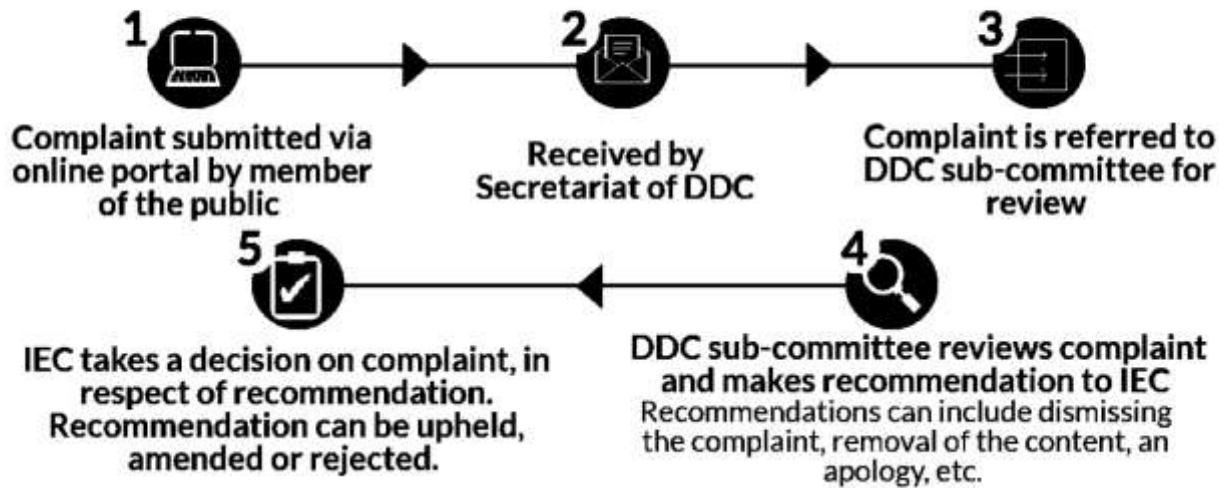 1
Complaint submitted via
online portal by member
of the public
2
Received by
Secretariat of DDC
3
Complaint is referred to
DDC sub-committee for
review
4
DDC sub-committee reviews complaint
and makes recommendation to IEC
Recommendations can include dismissing
the complaint, removal of the content, an
apology, etc.
5
IEC takes a decision on complaint, in
respect of recommendation.
Recommendation can be upheld,
amended or rejected.